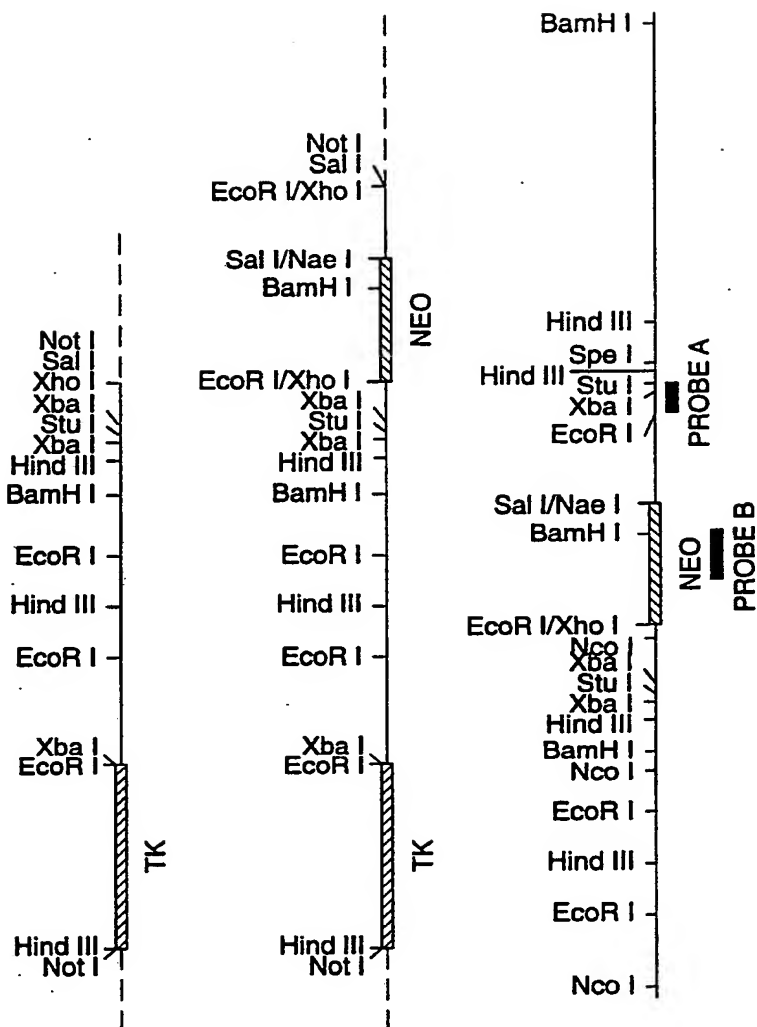 Not I
Sal I
Xho I
Xba I
Stu I
Xba I
Hind III
BamH I
EcoR I
Hind III
EcoR I
Xba I
EcoR I
TK
Hind III
Not I
Not I
Sal I
EcoR I/Xho I
Sal I/Nae I
BamH I
NEO
EcoR I/Xho I
Xba I
Stu I
Xba I
Hind III
BamH I
EcoR I
Hind III
EcoR I
Xba I
EcoR I
TK
Hind III
Not I
BamH I
Hind III
Spe I
Hind III
Stu I
Xba I
EcoR I
PROBE A
Sal I/Nae I
BamH I
NEO
PROBE B
EcoR I/Xho I
Nco I
Xba I
Stu I
Xba I
Hind III
BamH I
Nco I
EcoR I
Hind III
EcoR I
Nco I